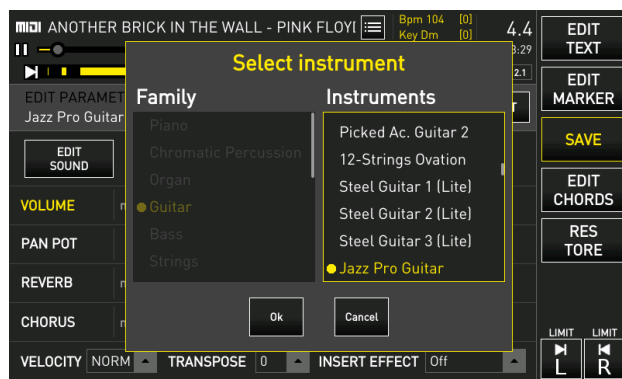 MIDI ANOTHER BRICK IN THE WALL - PINK FLOYD
Bpm 104 [0]
Key Dm [0]
4.4
3:29
2.1
EDIT PARAMET
Jazz Pro Guitar
T
EDIT
SOUND
VOLUME
PAN POT
REVERB
CHORUS
VELOCITY NORM TRANSPOSE 0 INSERT EFFECT Off
Select instrument
Family
Piano
Chromatic Percussion
Organ
Guitar
Bass
Strings
Instruments
Picked Ac. Guitar 2
12-Strings Ovation
Steel Guitar 1 (Lite)
Steel Guitar 2 (Lite)
Steel Guitar 3 (Lite)
Jazz Pro Guitar
Ok
Cancel
EDIT
TEXT
EDIT
MARKER
SAVE
EDIT
CHORDS
RES
TORE
LIMIT LIMIT
L R